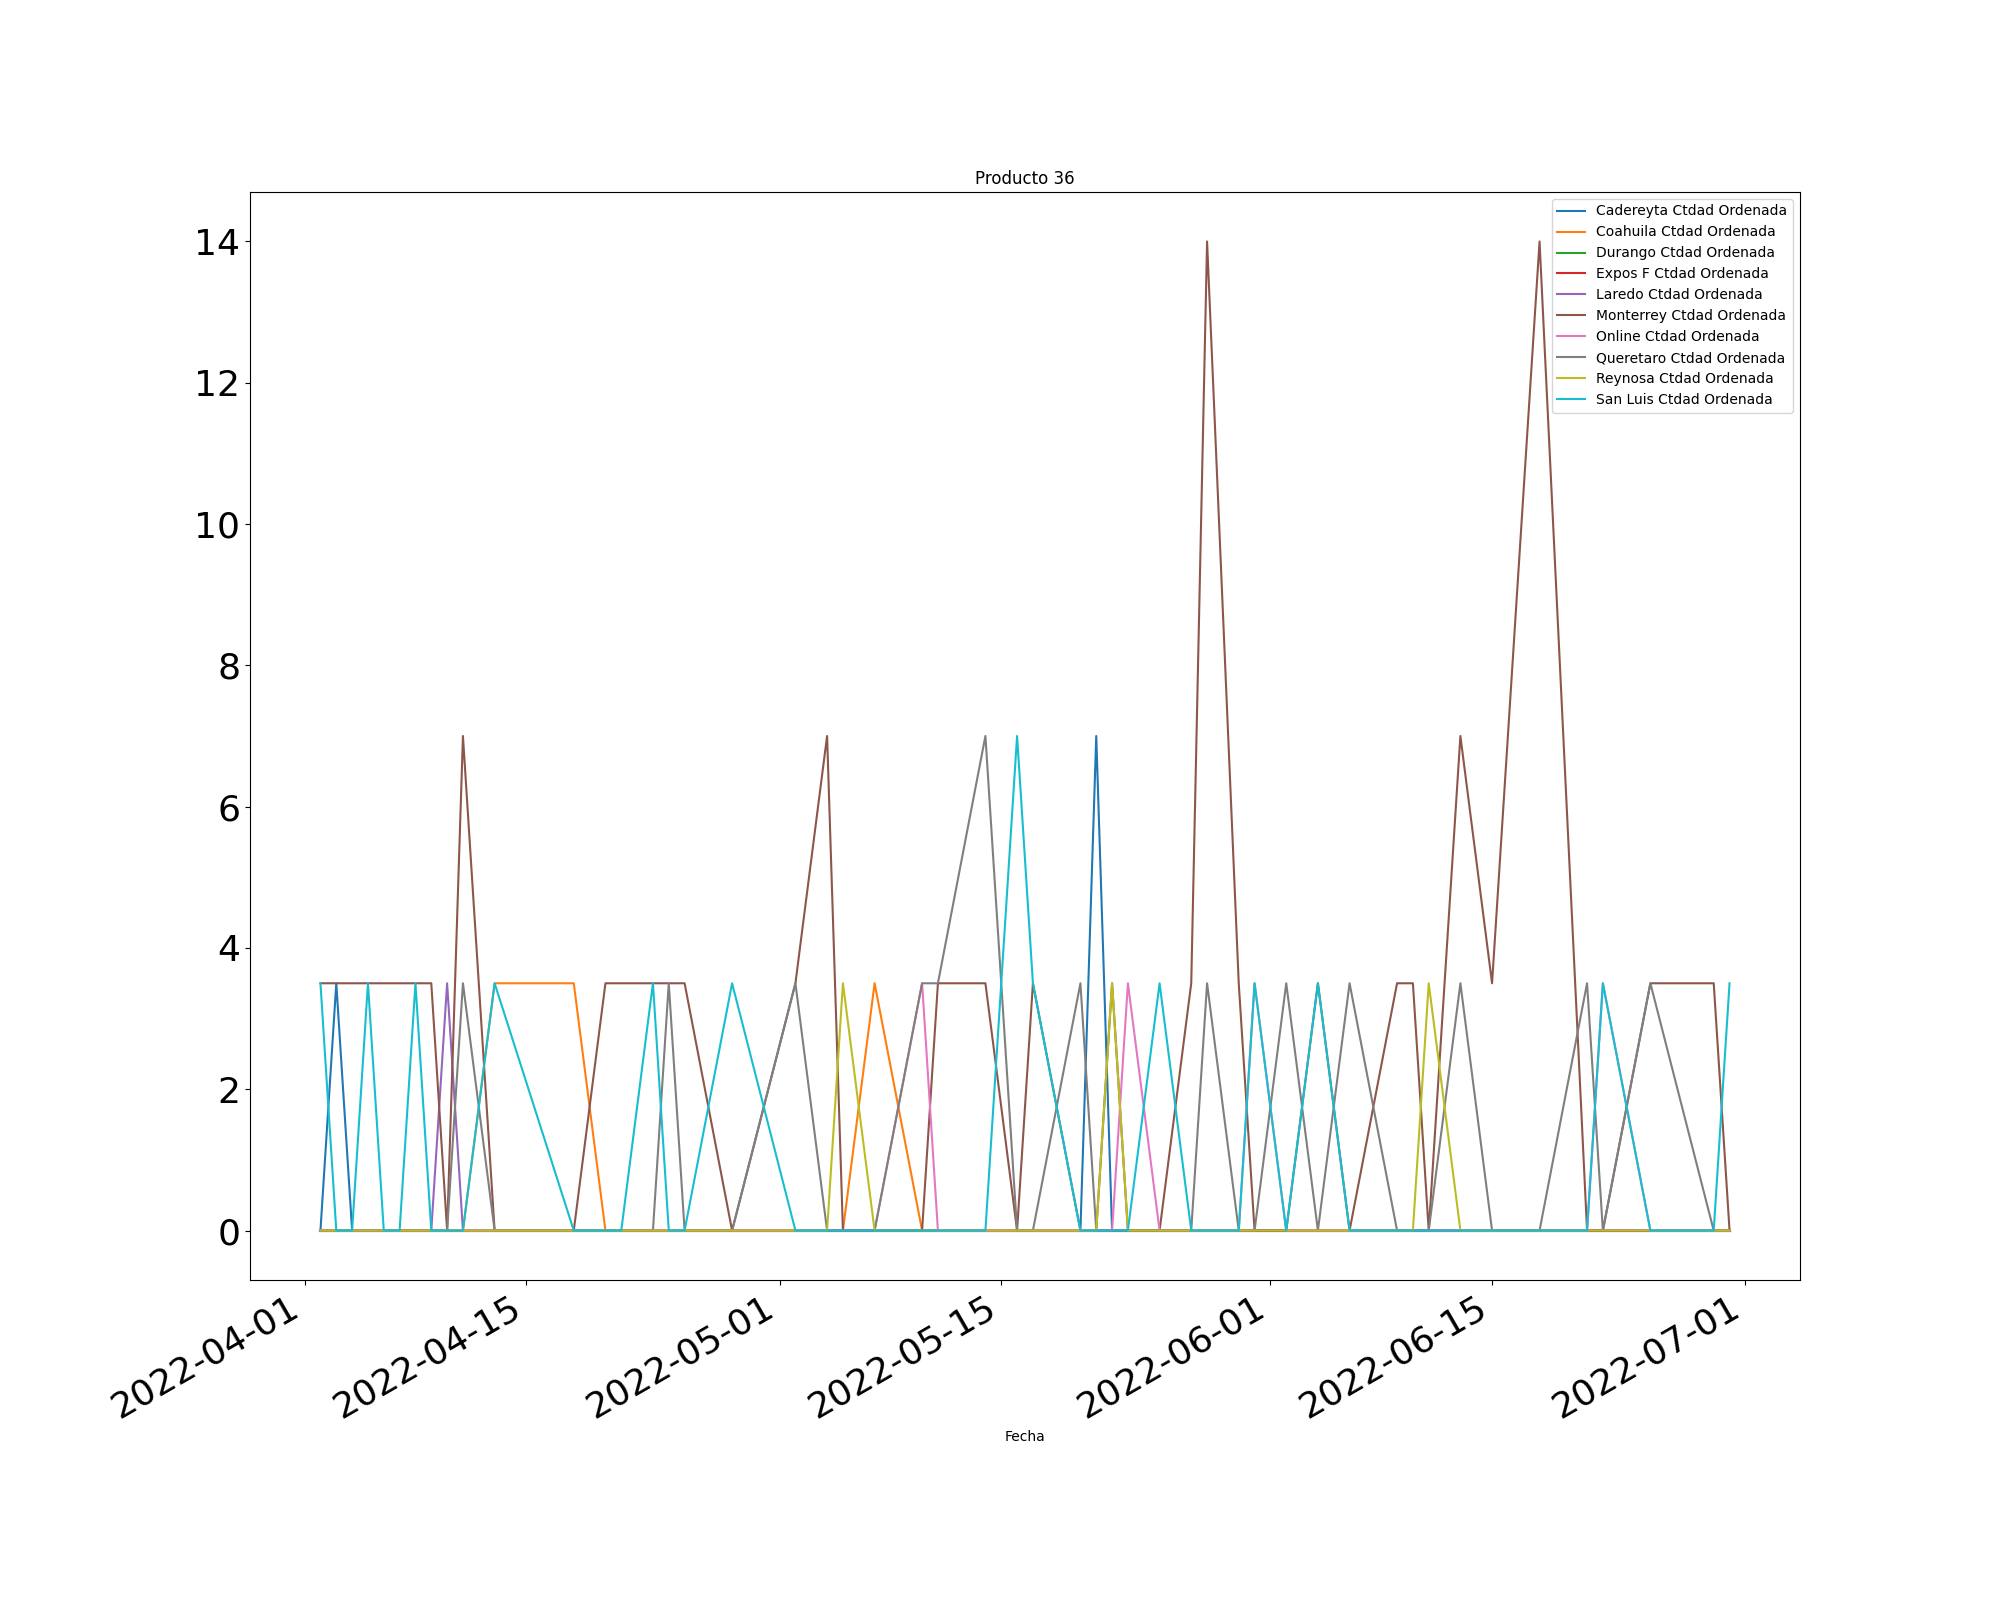 Producto 36
14
12
10
8
6
4
2
0
Cadereyta Ctdad Ordenada
Coahuila Ctdad Ordenada
Durango Ctdad Ordenada
Expos F Ctdad Ordenada
Laredo Ctdad Ordenada
Monterrey Ctdad Ordenada
Online Ctdad Ordenada
Queretaro Ctdad Ordenada
Reynosa Ctdad Ordenada
San Luis Ctdad Ordenada
2022-04-01
2022-04-15
2022-05-01
2022-05-15
2022-06-01
2022-06-15
2022-07-01
Fecha